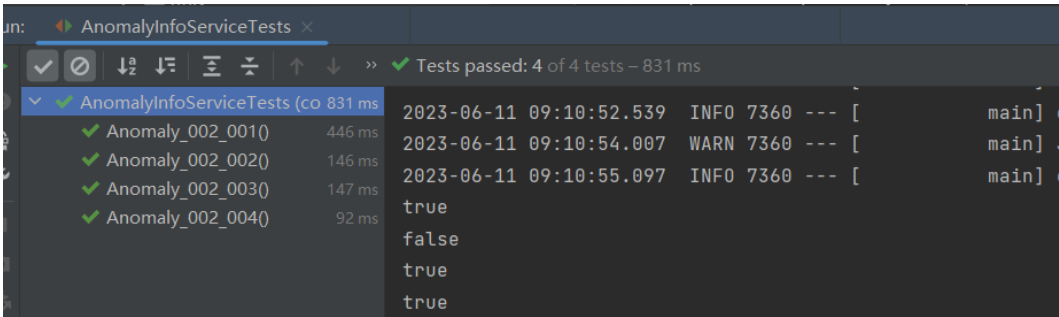 un: AnomalyInfoServiceTests ×
Tests passed: 4 of 4 tests – 831 ms
AnomalyInfoServiceTests (co 831 ms
Anomaly_002_001() 446 ms
Anomaly_002_002() 146 ms
Anomaly_002_003() 147 ms
Anomaly_002_004() 92 ms
2023-06-11 09:10:52.539 INFO 7360 --- [ main]
2023-06-11 09:10:54.007 WARN 7360 --- [ main]
2023-06-11 09:10:55.097 INFO 7360 --- [ main]
true
false
true
true